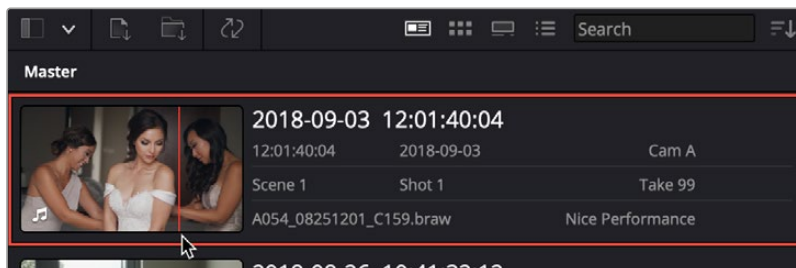 Search
Master
2018-09-03 12:01:40:04
12:01:40:04 2018-09-03 Cam A
Scene 1 Shot 1 Take 99
A054_08251201_C159.braw Nice Performance